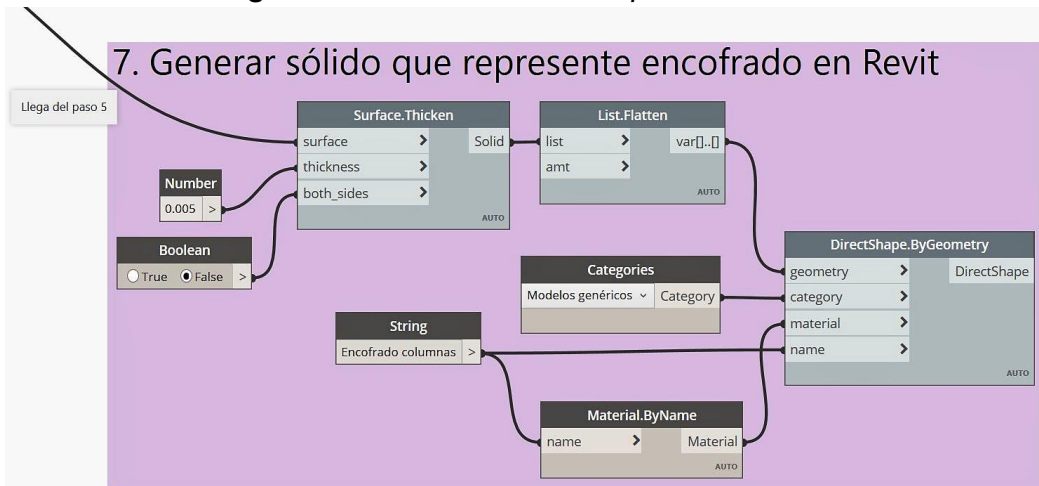 7. Generar sólido que represente encofrado en Revit
Llega del paso 5
Surface.Thicken
surface > Solid
thickness >
both_sides >
AUTO
List.Flatten
list > var[]..[]
amt >
AUTO
Number
0.005 >
Boolean
True False >
Categories
Modelos genéricos Category
String
Encofrado columnas >
DirectShape.ByGeometry
geometry > DirectShape
category >
material >
name >
AUTO
Material.ByName
name > Material
AUTO